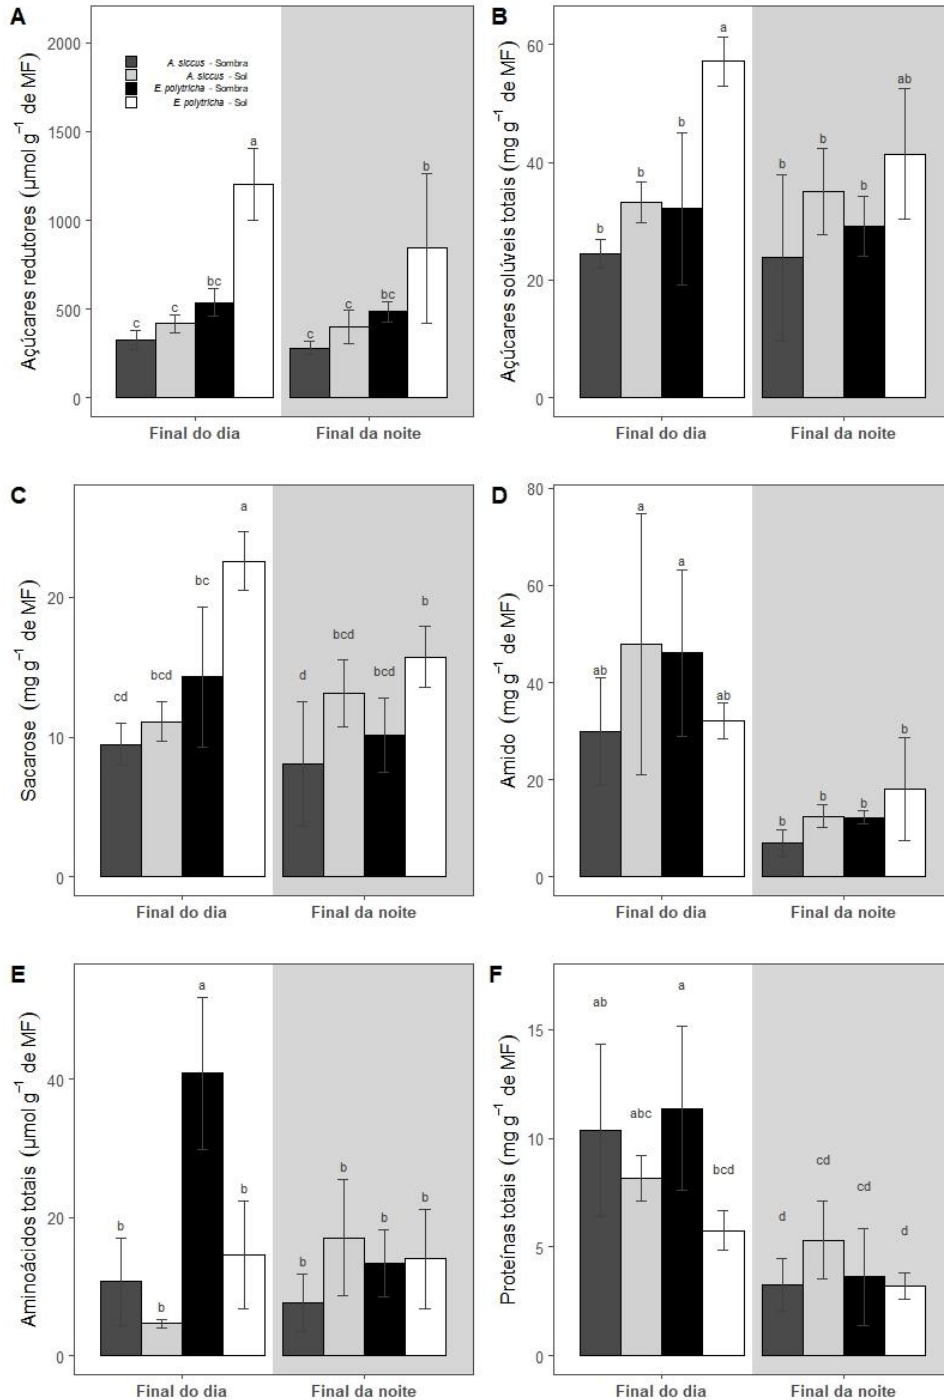 A
Açúcares redutores (µmol g⁻¹ de MF)
2000
1500
1000
500
0
A. siccus - Sombra
A. siccus - Sol
E. polytricha - Sombra
E. polytricha - Sol
c
c
bc
a
c
c
bc
b
Final do dia
Final da noite
B
Açúcares solúveis totais (mg g⁻¹ de MF)
60
40
20
0
b
b
b
a
b
b
b
ab
Final do dia
Final da noite
C
Sacarose (mg g⁻¹ de MF)
20
10
0
cd
bcd
bc
a
d
bcd
bcd
b
Final do dia
Final da noite
D
Amido (mg g⁻¹ de MF)
80
60
40
20
0
ab
a
a
ab
b
b
b
b
Final do dia
Final da noite
E
Aminoácidos totais (µmol g⁻¹ de MF)
40
20
0
b
b
a
b
b
b
b
b
Final do dia
Final da noite
F
Proteínas totais (mg g⁻¹ de MF)
15
10
5
0
ab
abc
a
bcd
d
cd
cd
d
Final do dia
Final da noite